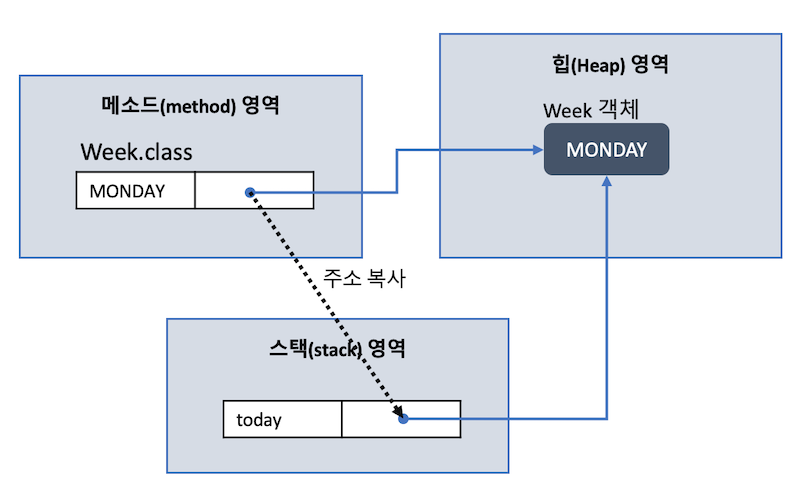 메소드(method) 영역
Week.class
MONDAY
힙(Heap) 영역
Week 객체
MONDAY
주소 복사
스택(stack) 영역
today